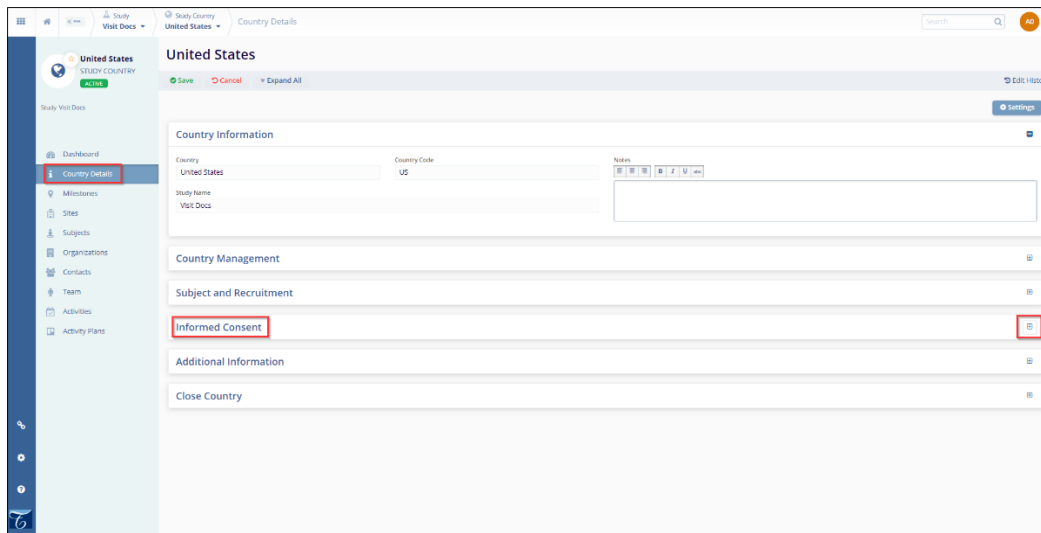 Study
Visit Docs
Study Country
United States
Country Details
Search
AO
United States
STUDY COUNTRY
ACTIVE
Study Visit Docs
United States
Save Cancel Expand All
Edit Histo
Settings
Dashboard
Country Details
Milestones
Sites
Subjects
Organizations
Contacts
Team
Activities
Activity Plans
Country Information
Country
United States
Country Code
US
Notes
B I U abc
Study Name
Visit Docs
Country Management
Subject and Recruitment
Informed Consent
Additional Information
Close Country